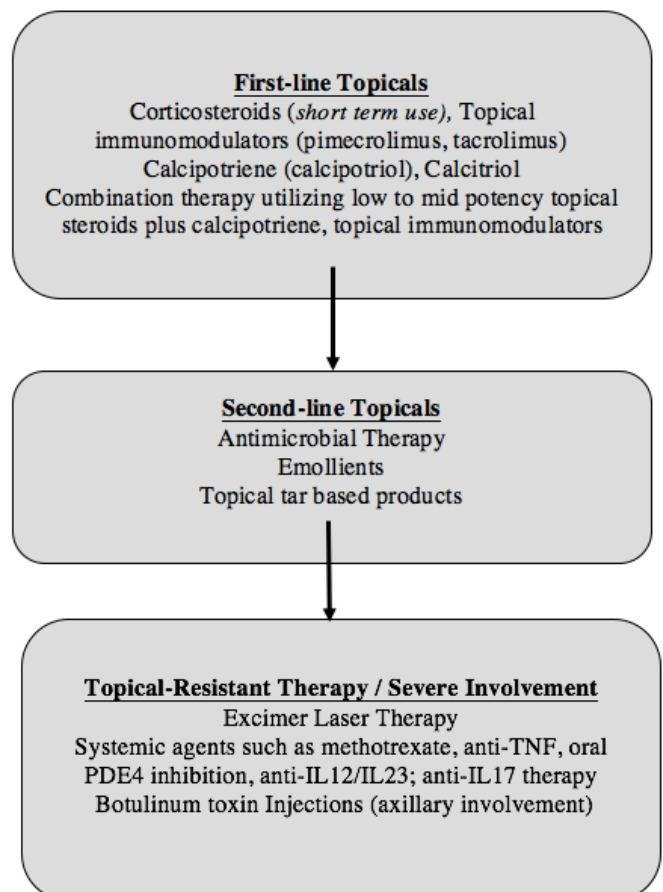 First-line Topicals
Corticosteroids (short term use), Topical
immunomodulators (pimecrolimus, tacrolimus)
Calcipotriene (calcipotriol), Calcitriol
Combination therapy utilizing low to mid potency topical
steroids plus calcipotriene, topical immunomodulators
Second-line Topicals
Antimicrobial Therapy
Emollients
Topical tar based products
Topical-Resistant Therapy / Severe Involvement
Excimer Laser Therapy
Systemic agents such as methotrexate, anti-TNF, oral
PDE4 inhibition, anti-IL12/IL23; anti-IL17 therapy
Botulinum toxin Injections (axillary involvement)